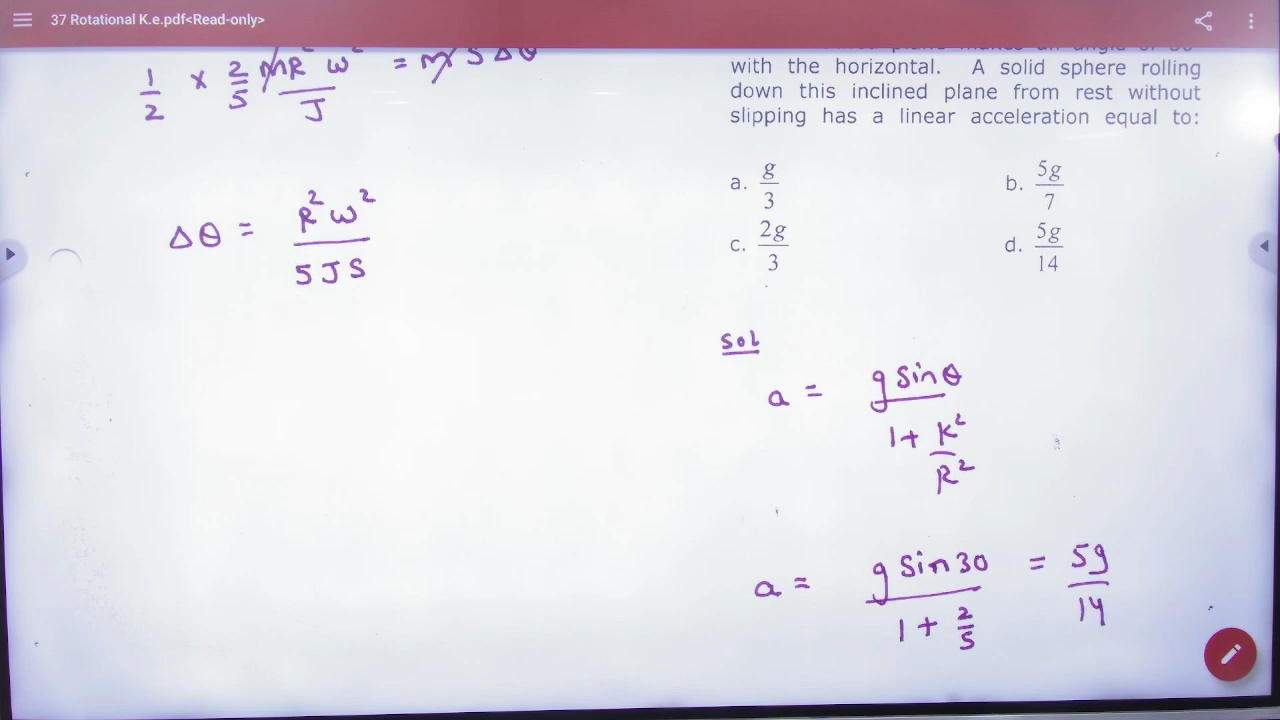 37 Rotational K.e.pdf<Read-only>
1/2 × 2/5 mR² ω² / J = m S Δθ
Δθ = R² ω² / 5 J S
with the horizontal. A solid sphere rolling
down this inclined plane from rest without
slipping has a linear acceleration equal to:
a. g/3 b. 5g/7
c. 2g/3 d. 5g/14
Sol
a = g sinθ / 1 + K²/R²
a = g sin30 / 1 + 2/5 = 5g/14